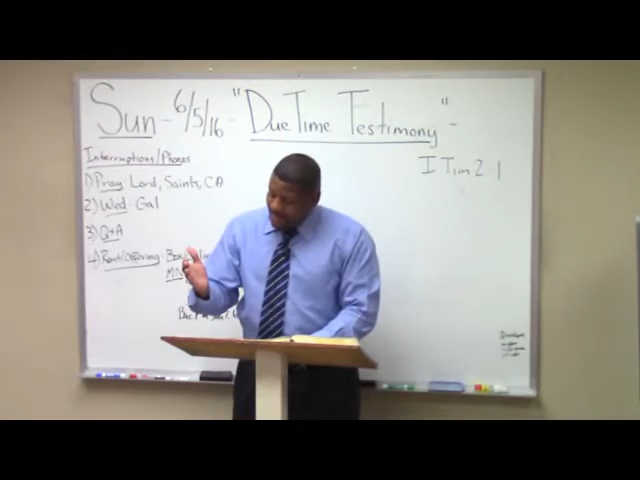 Sun - 6/5/16 - "Due Time Testimony" -
Interruptions/Phones
I Tim 2 1
1) Pray Lord, Saints, CA
2) Wed Gal
3) Q+A
4) Rent/Offering -